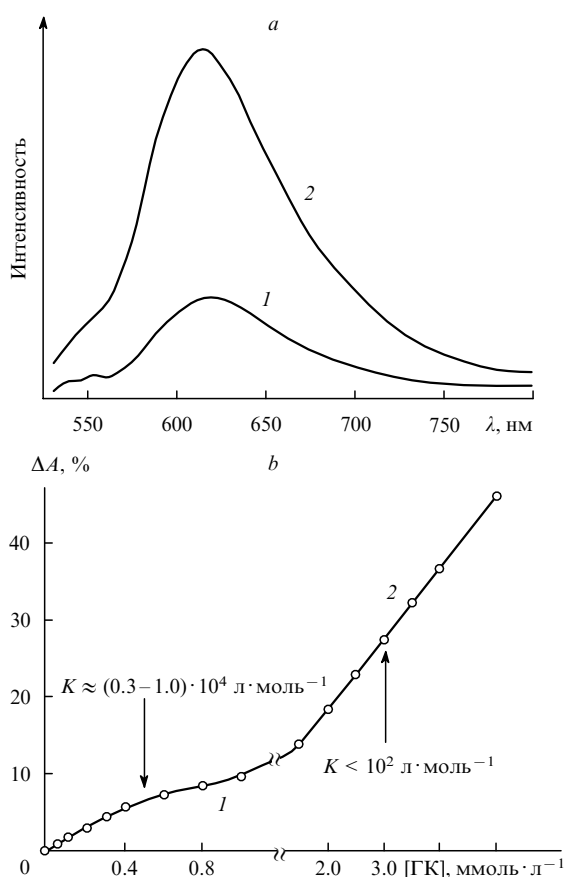 a
Интенсивность
2
1
550 600 650 700 750 λ, нм
ΔA, %
b
40
30
20
10
0
2
K ≈ (0.3–1.0)·10⁴ л·моль⁻¹
K < 10² л·моль⁻¹
1
0.4 0.8 2.0 3.0 [ГК], ммоль·л⁻¹